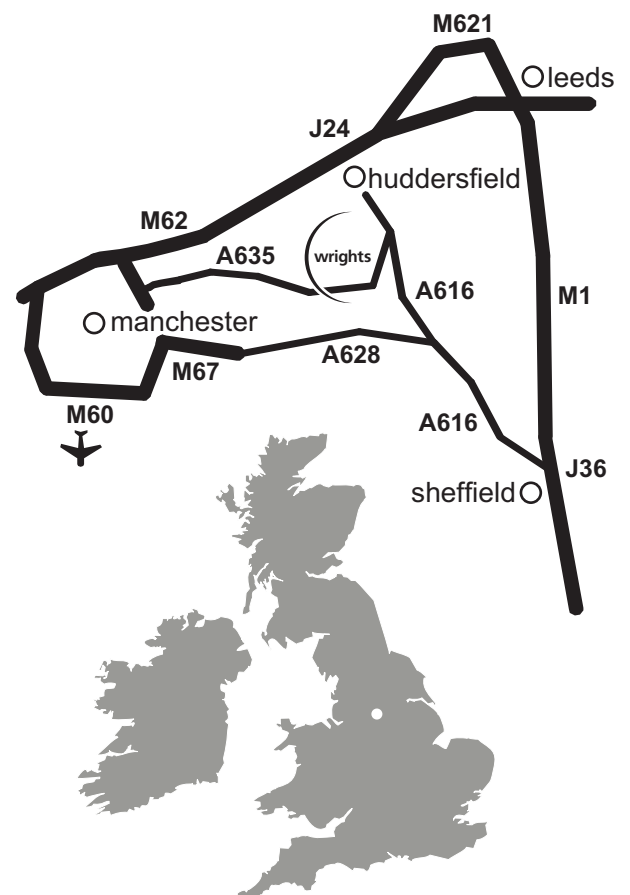 M621
leeds
J24
huddersfield
M62
A635
wrights
A616
M1
manchester
A628
M67
M60
A616
J36
sheffield